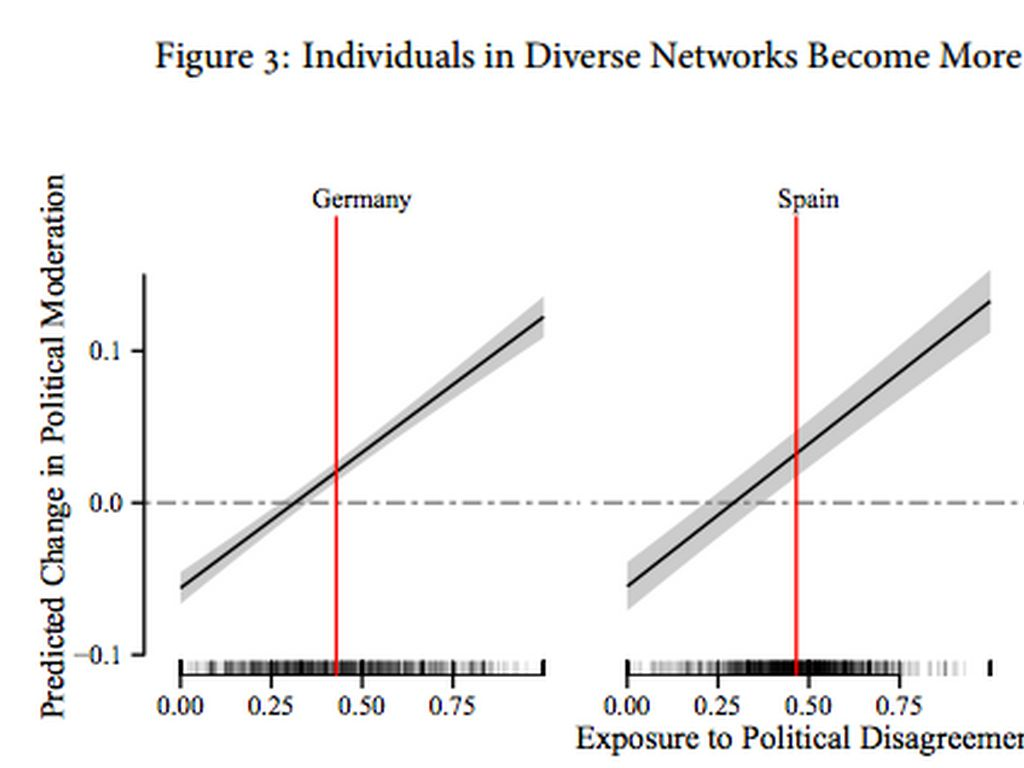 Figure 3: Individuals in Diverse Networks Become More
Germany
Spain
Predicted Change in Political Moderation
0.1
0.0
−0.1
0.00 0.25 0.50 0.75
0.00 0.25 0.50 0.75
Exposure to Political Disagreemen